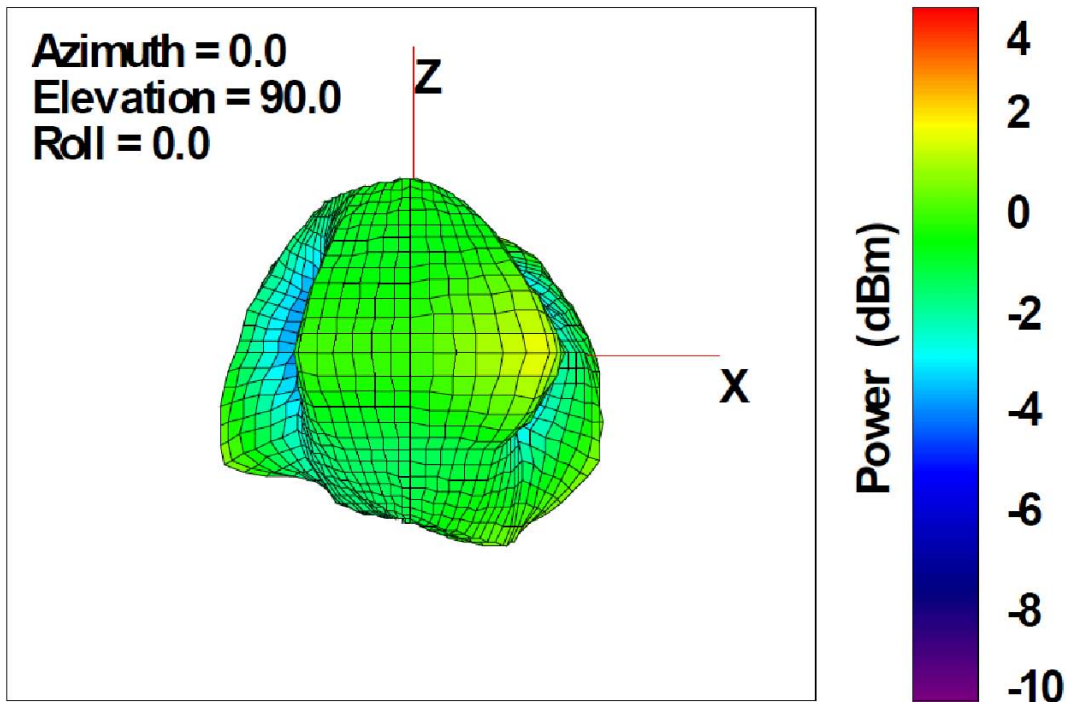 Azimuth = 0.0
Elevation = 90.0
Roll = 0.0
Z
X
Power (dBm)
4
2
0
-2
-4
-6
-8
-10